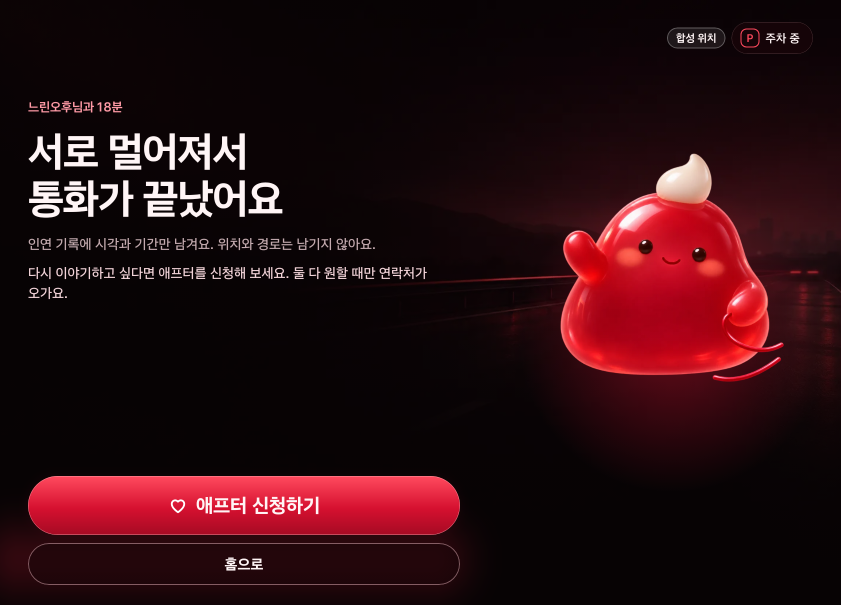 합성 위치
P 주차 중
느린오후님과 18분
서로 멀어져서
통화가 끝났어요
인연 기록에 시각과 기간만 남겨요. 위치와 경로는 남기지 않아요.
다시 이야기하고 싶다면 애프터를 신청해 보세요. 둘 다 원할 때만 연락처가
오가요.
애프터 신청하기
홈으로